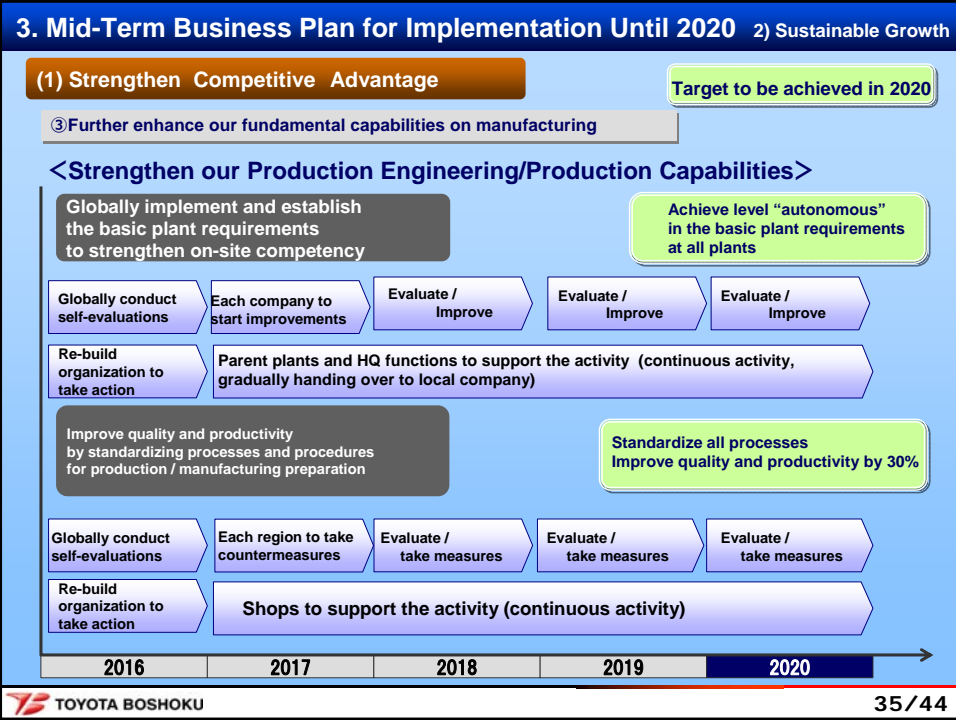 3. Mid-Term Business Plan for Implementation Until 2020 2) Sustainable Growth
(1) Strengthen Competitive Advantage
Target to be achieved in 2020
③Further enhance our fundamental capabilities on manufacturing
＜Strengthen our Production Engineering/Production Capabilities＞
Globally implement and establish
the basic plant requirements
to strengthen on-site competency
Achieve level “autonomous”
in the basic plant requirements
at all plants
Globally conduct
self-evaluations
Each company to
start improvements
Evaluate /
Improve
Evaluate /
Improve
Evaluate /
Improve
Re-build
organization to
take action
Parent plants and HQ functions to support the activity (continuous activity,
gradually handing over to local company)
Improve quality and productivity
by standardizing processes and procedures
for production / manufacturing preparation
Standardize all processes
Improve quality and productivity by 30%
Globally conduct
self-evaluations
Each region to take
countermeasures
Evaluate /
take measures
Evaluate /
take measures
Evaluate /
take measures
Re-build
organization to
take action
Shops to support the activity (continuous activity)
2016 2017 2018 2019 2020
TOYOTA BOSHOKU
35/44